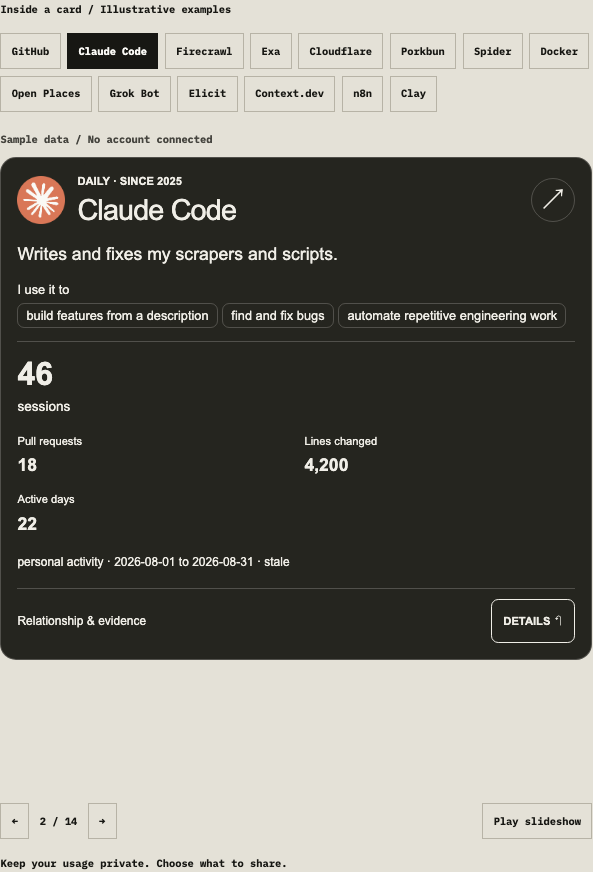 Inside a card / Illustrative examples
GitHub Claude Code Firecrawl Exa Cloudflare Porkbun Spider Docker
Open Places Grok Bot Elicit Context.dev n8n Clay
Sample data / No account connected
DAILY · SINCE 2025
Claude Code
Writes and fixes my scrapers and scripts.
I use it to
build features from a description find and fix bugs automate repetitive engineering work
46
sessions
Pull requests Lines changed
18 4,200
Active days
22
personal activity · 2026-08-01 to 2026-08-31 · stale
Relationship & evidence DETAILS
← 2 / 14 → Play slideshow
Keep your usage private. Choose what to share.